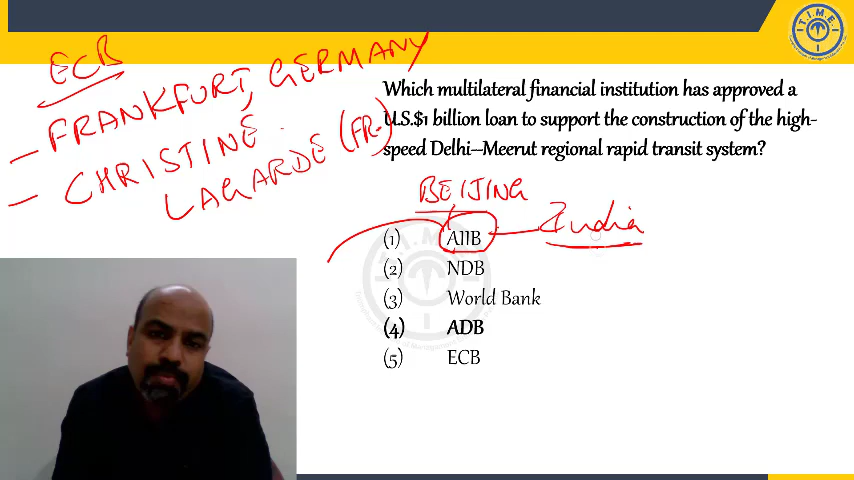 T.I.M.E.
ECB
- FRANKFURT, GERMANY
- CHRISTINE
LAGARDE (FR.)
Which multilateral financial institution has approved a
U.S.$1 billion loan to support the construction of the high-
speed Delhi–Meerut regional rapid transit system?
BEIJING
(1) AIIB India
(2) NDB
(3) World Bank
(4) ADB
(5) ECB